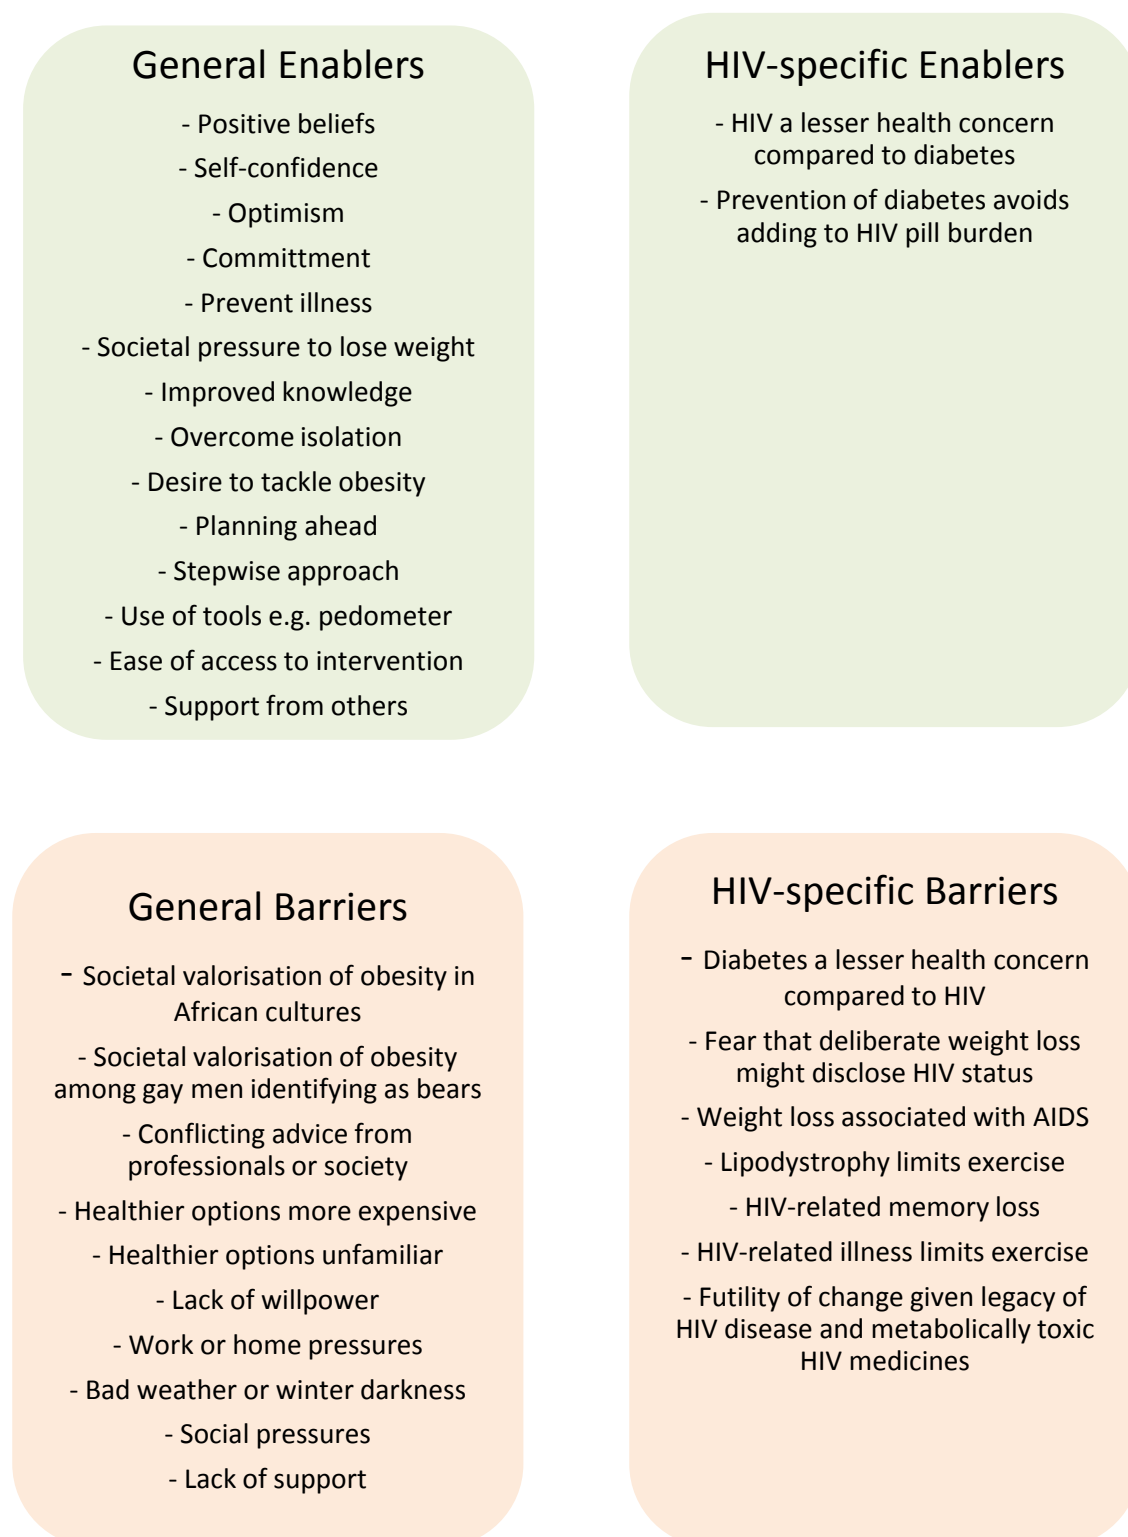 General Enablers
- Positive beliefs
- Self-confidence
- Optimism
- Committment
- Prevent illness
- Societal pressure to lose weight
- Improved knowledge
- Overcome isolation
- Desire to tackle obesity
- Planning ahead
- Stepwise approach
- Use of tools e.g. pedometer
- Ease of access to intervention
- Support from others
HIV-specific Enablers
- HIV a lesser health concern
compared to diabetes
- Prevention of diabetes avoids
adding to HIV pill burden
General Barriers
- Societal valorisation of obesity in
African cultures
- Societal valorisation of obesity
among gay men identifying as bears
- Conflicting advice from
professionals or society
- Healthier options more expensive
- Healthier options unfamiliar
- Lack of willpower
- Work or home pressures
- Bad weather or winter darkness
- Social pressures
- Lack of support
HIV-specific Barriers
- Diabetes a lesser health concern
compared to HIV
- Fear that deliberate weight loss
might disclose HIV status
- Weight loss associated with AIDS
- Lipodystrophy limits exercise
- HIV-related memory loss
- HIV-related illness limits exercise
- Futility of change given legacy of
HIV disease and metabolically toxic
HIV medicines